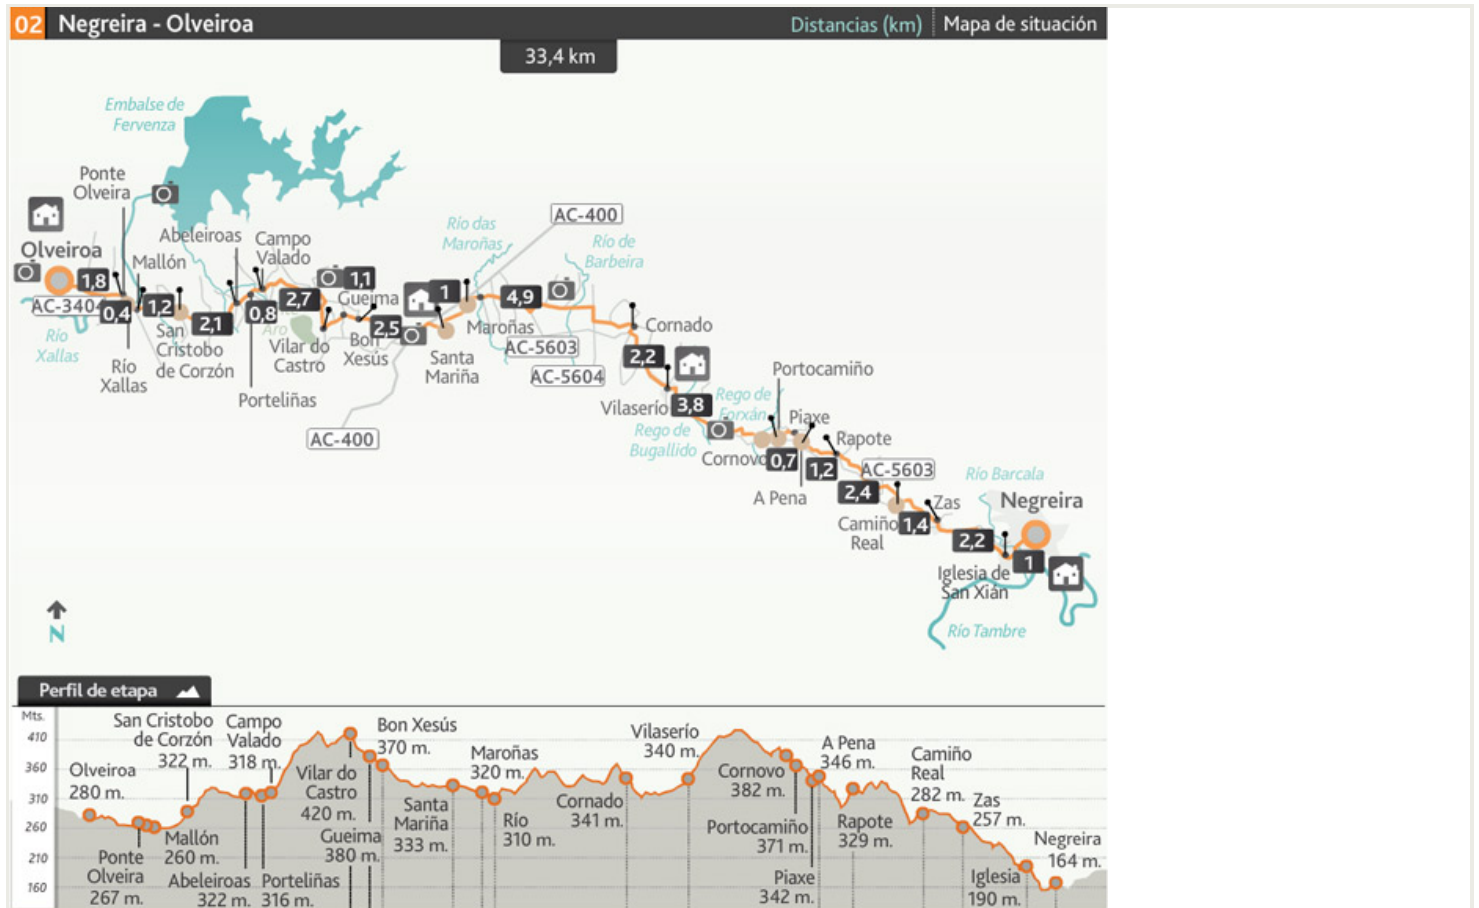 02 Negreira - Olveiroa
Distancias (km) Mapa de situación
33,4 km
Embalse de
Fervenza
Ponte
Olveira
Abeleiroas
Campo
Valado
Río das
Maroñas
AC-400
Río de
Barbeira
Olveiroa
Mallón
1,8
AC-3404
0,4
1,2
2,1
0,8
2,7
1,1
Gueima
2,5
1
4,9
Maroñas
Cornado
Río
Xallas
San
Cristobo
de Corzón
Río
Xallas
Aro
Vilar do
Castro
Bon
Xesús
Santa
Mariña
AC-5603
AC-5604
2,2
Porteliñas
AC-400
Vilaserío
3,8
Rego de
Forxán
Portocamiño
Piaxe
Rego de
Bugallido
Cornovo
0,7
Rapote
1,2
AC-5603
A Pena
2,4
Río Barcala
Negreira
Camiño
Real
1,4
Zas
2,2
1
Iglesia de
San Xián
Río Tambre
N
Perfil de etapa
Mts.
410
360
310
260
210
160
Olveiroa
280 m.
Ponte
Olveira
267 m.
Mallón
260 m.
San Cristobo
de Corzón
322 m.
Abeleiroas
322 m.
Porteliñas
316 m.
Campo
Valado
318 m.
Vilar do
Castro
420 m.
Gueima
380 m.
Bon Xesús
370 m.
Santa
Mariña
333 m.
Maroñas
320 m.
Río
310 m.
Cornado
341 m.
Vilaserío
340 m.
Cornovo
382 m.
Portocamiño
371 m.
Piaxe
342 m.
A Pena
346 m.
Rapote
329 m.
Camiño
Real
282 m.
Zas
257 m.
Iglesia
190 m.
Negreira
164 m.